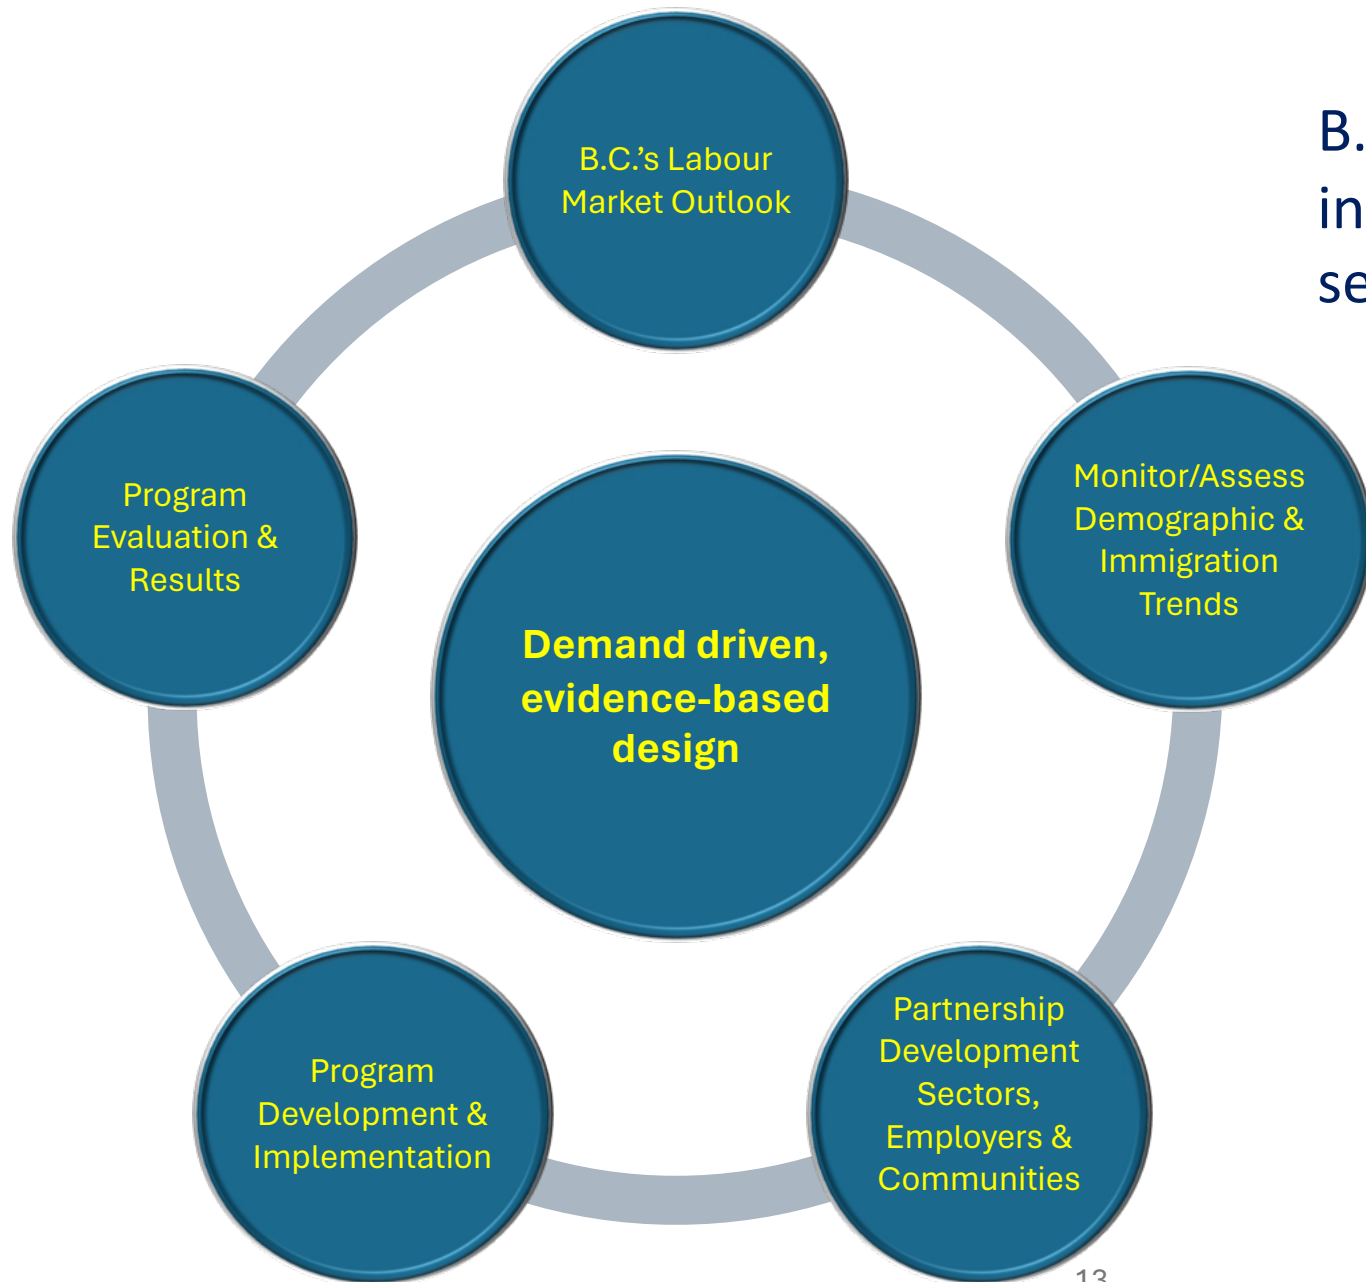 B.C.’s Labour
Market Outlook
B.
in
se
Monitor/Assess
Demographic &
Immigration
Trends
Program
Evaluation &
Results
Demand driven,
evidence-based
design
Partnership
Development
Sectors,
Employers &
Communities
Program
Development &
Implementation
13